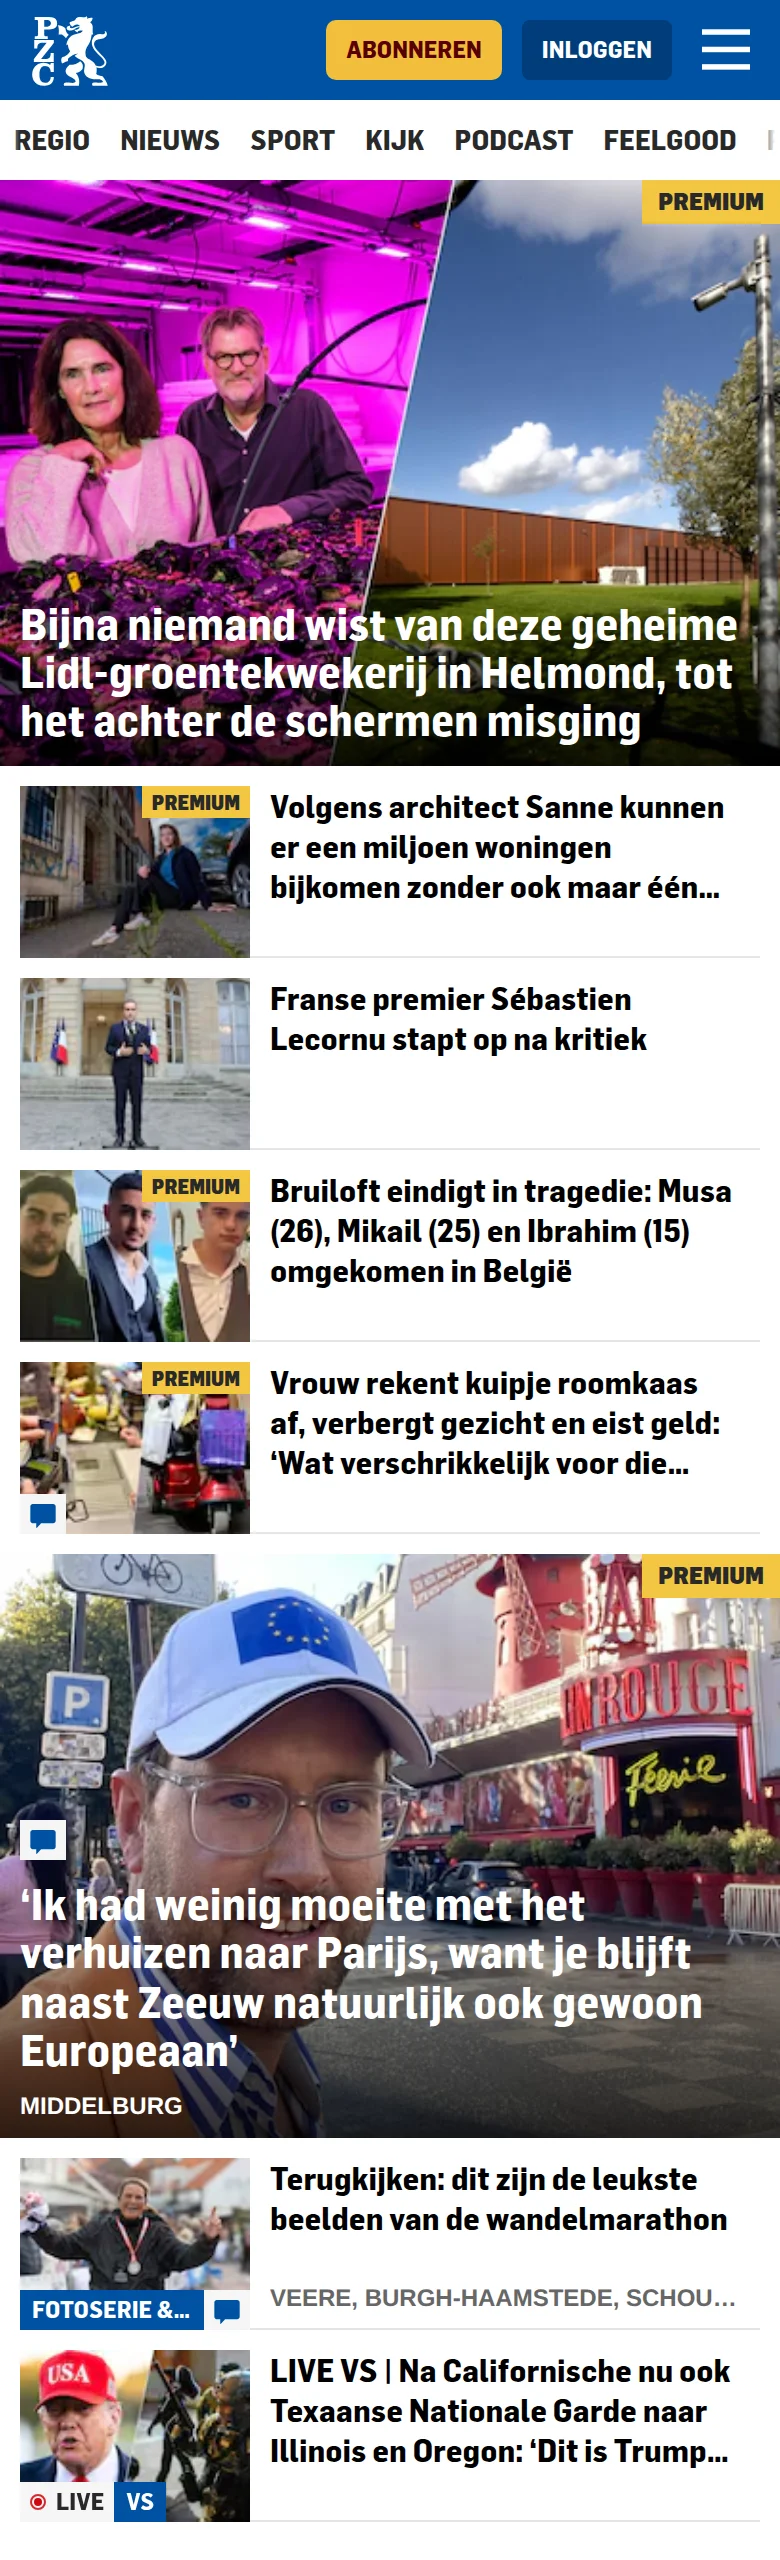 PZC
ABONNEREN
INLOGGEN
REGIO NIEUWS SPORT KIJK PODCAST FEELGOOD
PREMIUM
Bijna niemand wist van deze geheime
Lidl-groentekwekerij in Helmond, tot
het achter de schermen misging
PREMIUM
Volgens architect Sanne kunnen
er een miljoen woningen
bijkomen zonder ook maar één...
Franse premier Sébastien
Lecornu stapt op na kritiek
PREMIUM
Bruiloft eindigt in tragedie: Musa
(26), Mikail (25) en Ibrahim (15)
omgekomen in België
PREMIUM
Vrouw rekent kuipje roomkaas
af, verbergt gezicht en eist geld:
‘Wat verschrikkelijk voor die...
PREMIUM
P
LIN ROUGE
Féerie
‘Ik had weinig moeite met het
verhuizen naar Parijs, want je blijft
naast Zeeuw natuurlijk ook gewoon
Europeaan’
MIDDELBURG
Terugkijken: dit zijn de leukste
beelden van de wandelmarathon
FOTOSERIE &...
VEERE, BURGH-HAAMSTEDE, SCHOU...
USA
LIVE VS | Na Californische nu ook
Texaanse Nationale Garde naar
Illinois en Oregon: ‘Dit is Trump...
LIVE VS